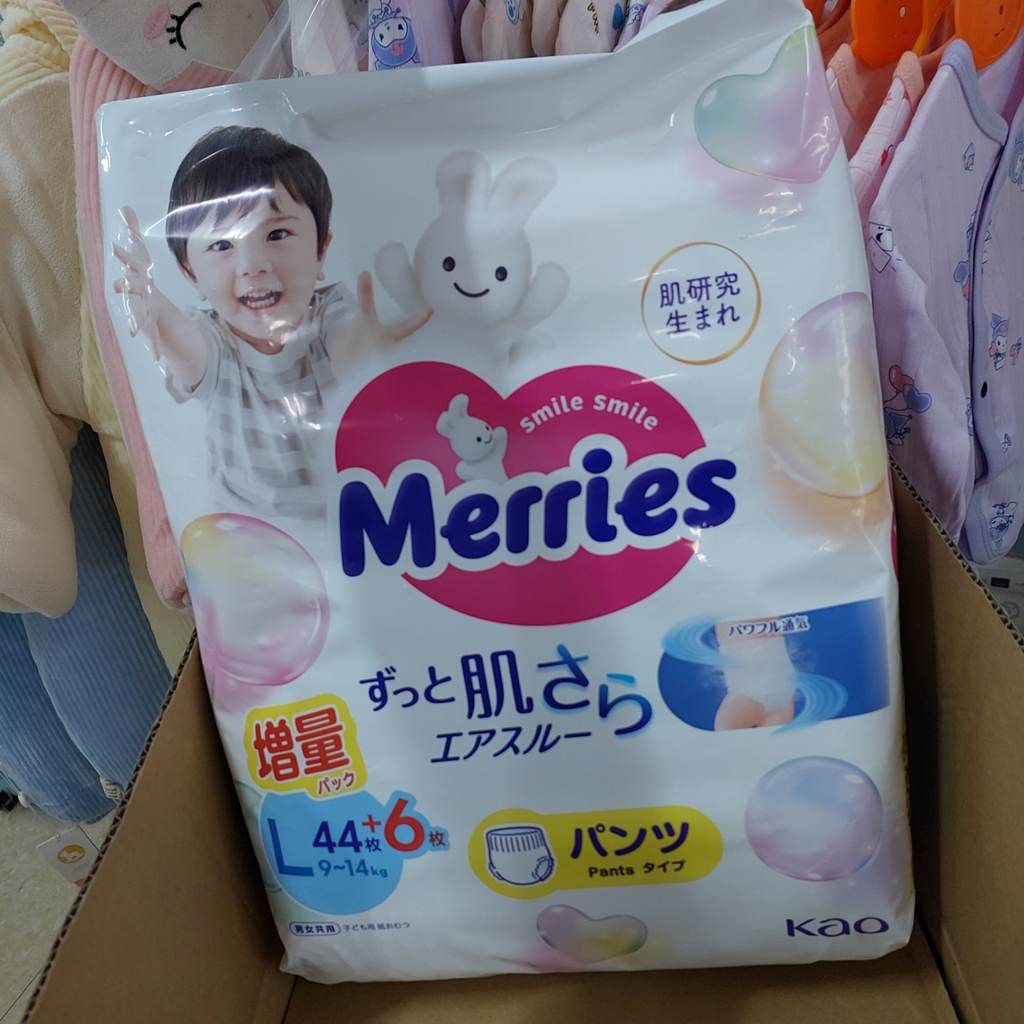 肌研究
生まれ
Smile Smile
Merries
パワフル通気
ずっと肌さら
エアスルー
増量
パック
L 44枚+6枚
9~14kg
パンツ
Pants タイプ
男女共用 子ども用紙おむつ
Kao